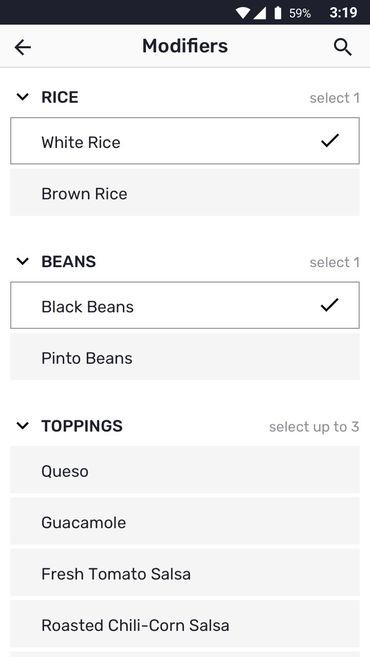 59% 3:19
Modifiers
RICE select 1
White Rice
Brown Rice
BEANS select 1
Black Beans
Pinto Beans
TOPPINGS select up to 3
Queso
Guacamole
Fresh Tomato Salsa
Roasted Chili-Corn Salsa